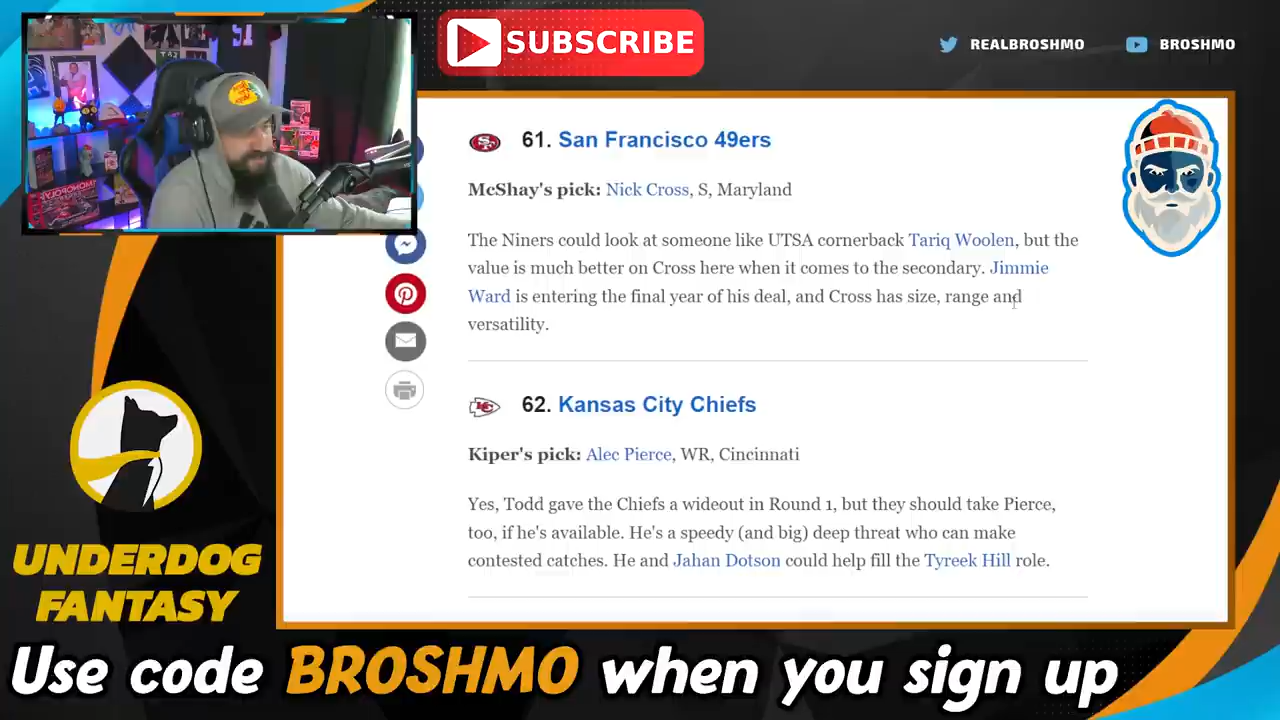 SUBSCRIBE
REALBROSHMO
BROSHMO
61. San Francisco 49ers
McShay's pick: Nick Cross, S, Maryland
The Niners could look at someone like UTSA cornerback Tariq Woolen, but the
value is much better on Cross here when it comes to the secondary. Jimmie
Ward is entering the final year of his deal, and Cross has size, range and
versatility.
62. Kansas City Chiefs
Kiper's pick: Alec Pierce, WR, Cincinnati
Yes, Todd gave the Chiefs a wideout in Round 1, but they should take Pierce,
too, if he's available. He's a speedy (and big) deep threat who can make
contested catches. He and Jahan Dotson could help fill the Tyreek Hill role.
UNDERDOG
FANTASY
Use code BROSHMO when you sign up